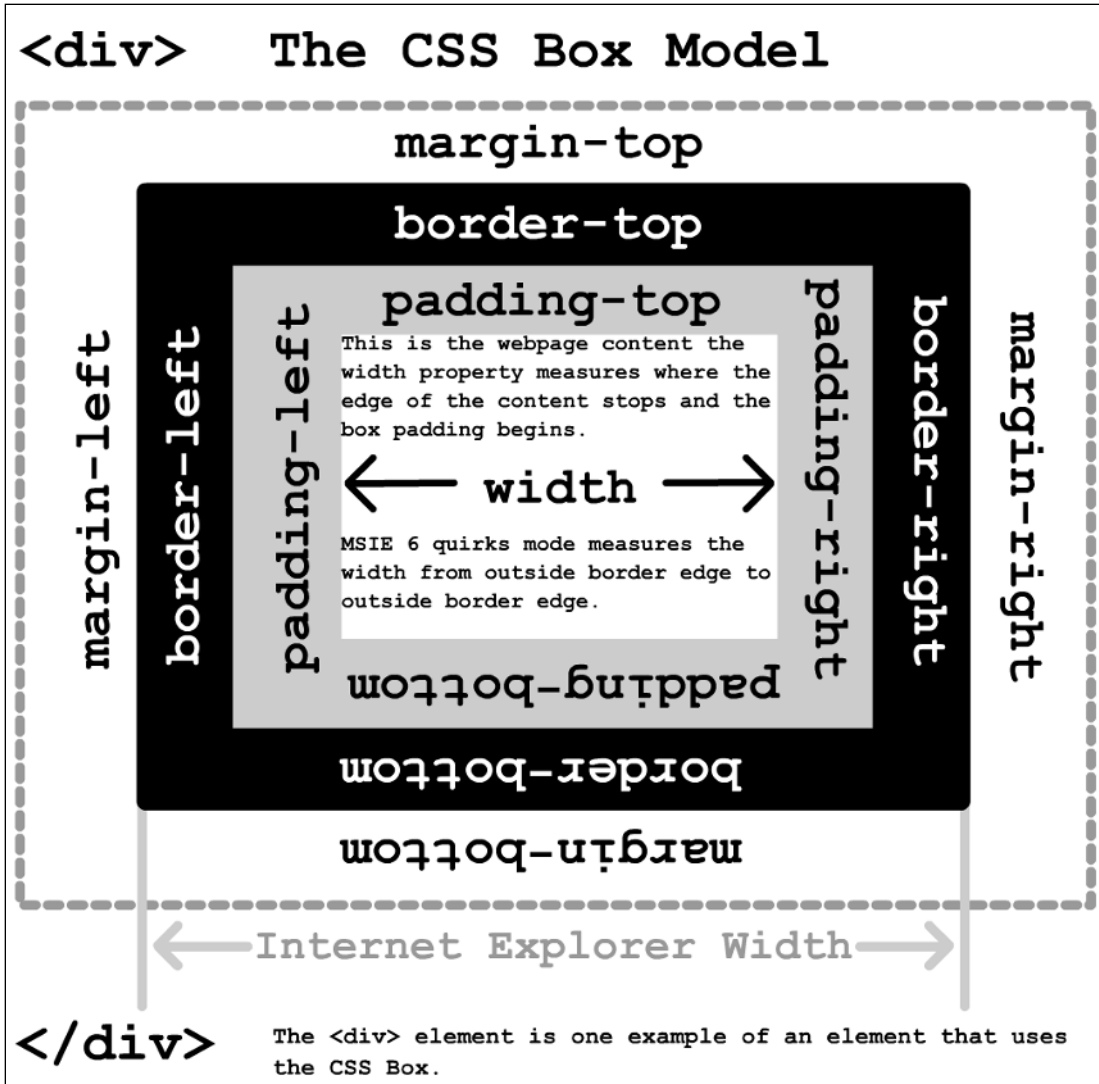 <div>  The CSS Box Model
margin-top
border-top
padding-top
margin-left
border-left
padding-left
This is the webpage content the
width property measures where the
edge of the content stops and the
box padding begins.
width
MSIE 6 quirks mode measures the
width from outside border edge to
outside border edge.
padding-right
border-right
margin-right
padding-bottom
border-bottom
margin-bottom
Internet Explorer Width
</div>
The <div> element is one example of an element that uses
the CSS Box.